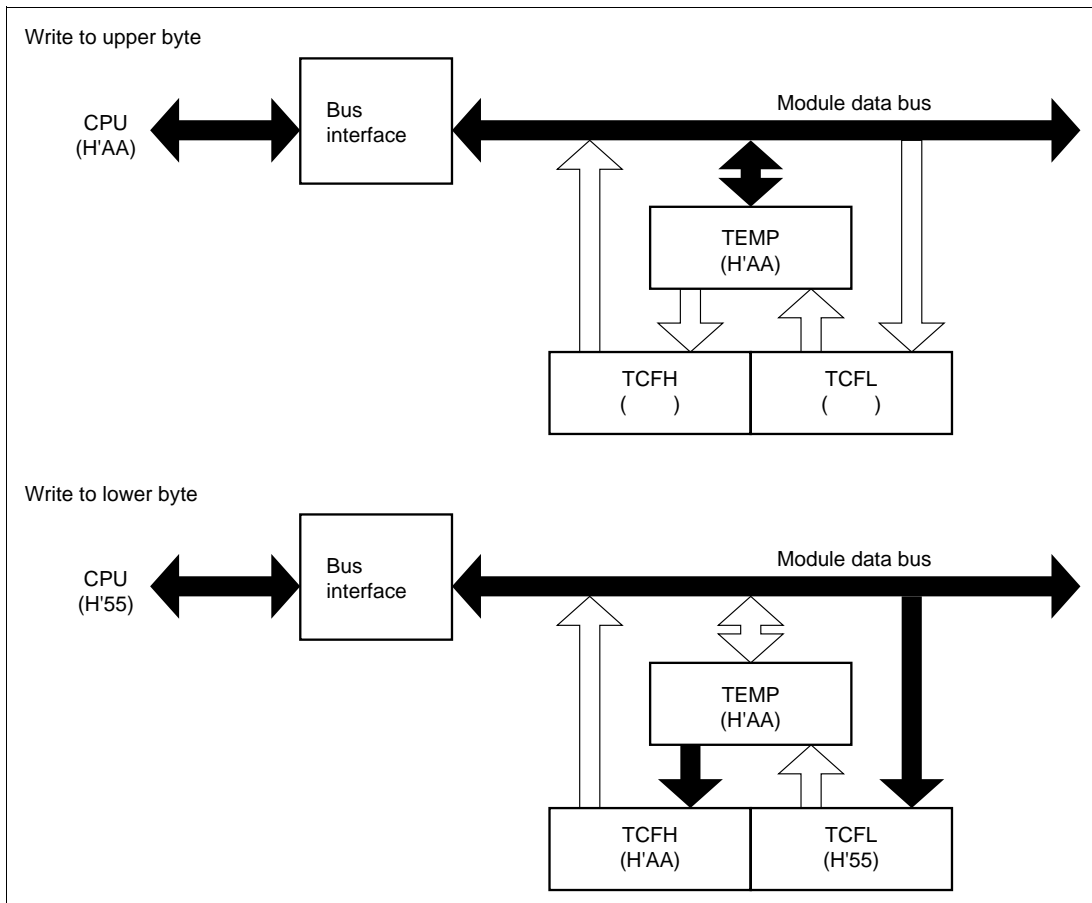 Write to upper byte
CPU
(H'AA)
Bus
interface
Module data bus
TEMP
(H'AA)
TCFH
(      )
TCFL
(      )
Write to lower byte
CPU
(H'55)
Bus
interface
Module data bus
TEMP
(H'AA)
TCFH
(H'AA)
TCFL
(H'55)